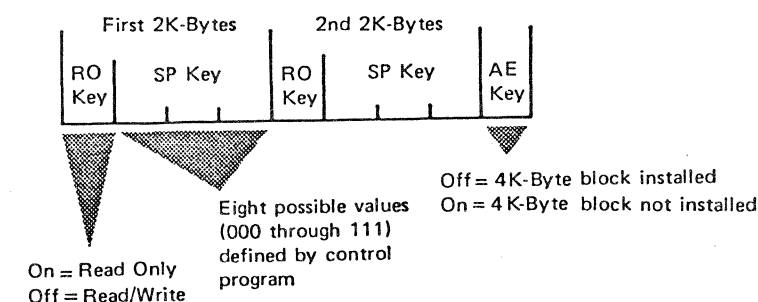 First 2K-Bytes 2nd 2K-Bytes
RO Key
SP Key
RO Key
SP Key
AE Key
Off = 4K-Byte block installed
On = 4K-Byte block not installed
Eight possible values
(000 through 111)
defined by control
program
On = Read Only
Off = Read/Write